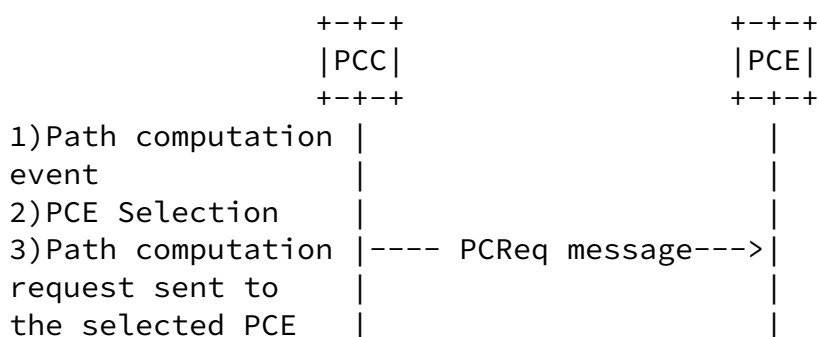 +-+-+                   +-+-+
                     |PCC|                   |PCE|
                     +-+-+                   +-+-+
1)Path computation |                       |
event              |                       |
2)PCE Selection    |                       |
3)Path computation |---- PCReq message--->|
request sent to    |                       |
the selected PCE   |                       |